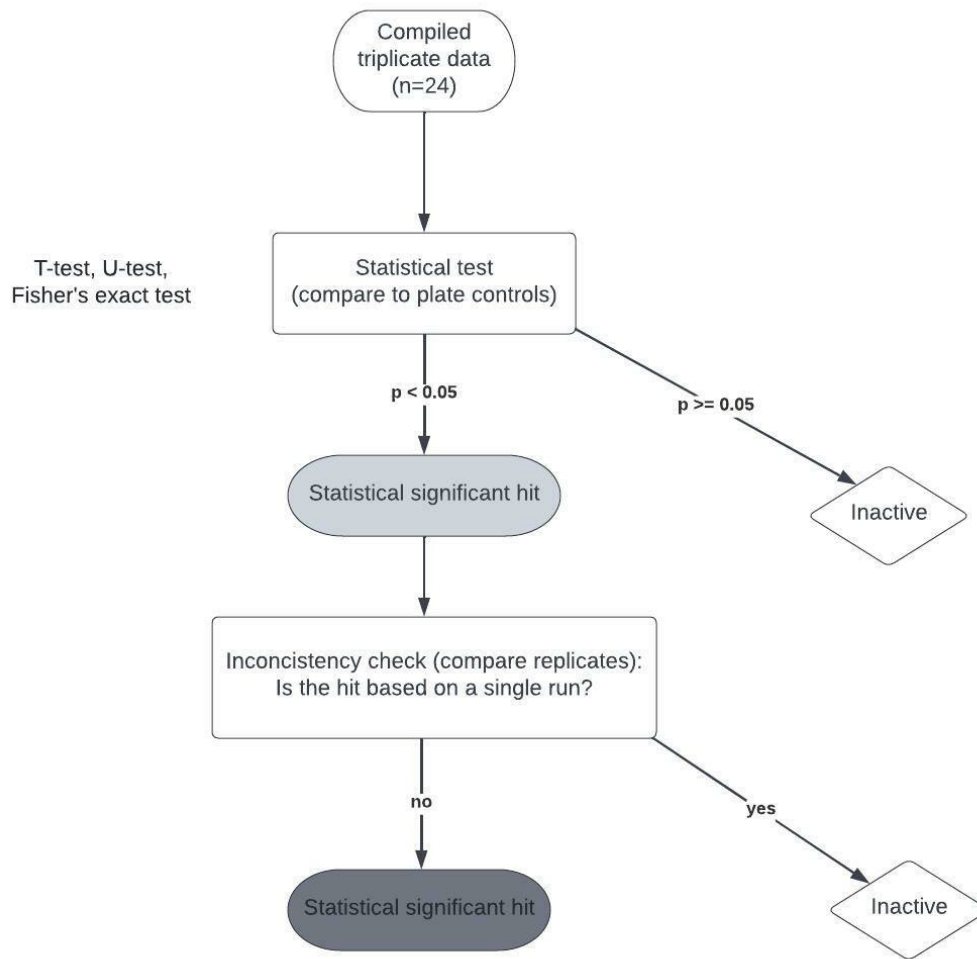 Compiled
triplicate data
(n=24)
T-test, U-test,
Fisher's exact test
Statistical test
(compare to plate controls)
p < 0.05
p >= 0.05
Statistical significant hit
Inactive
Inconcistency check (compare replicates):
Is the hit based on a single run?
no
yes
Statistical significant hit
Inactive